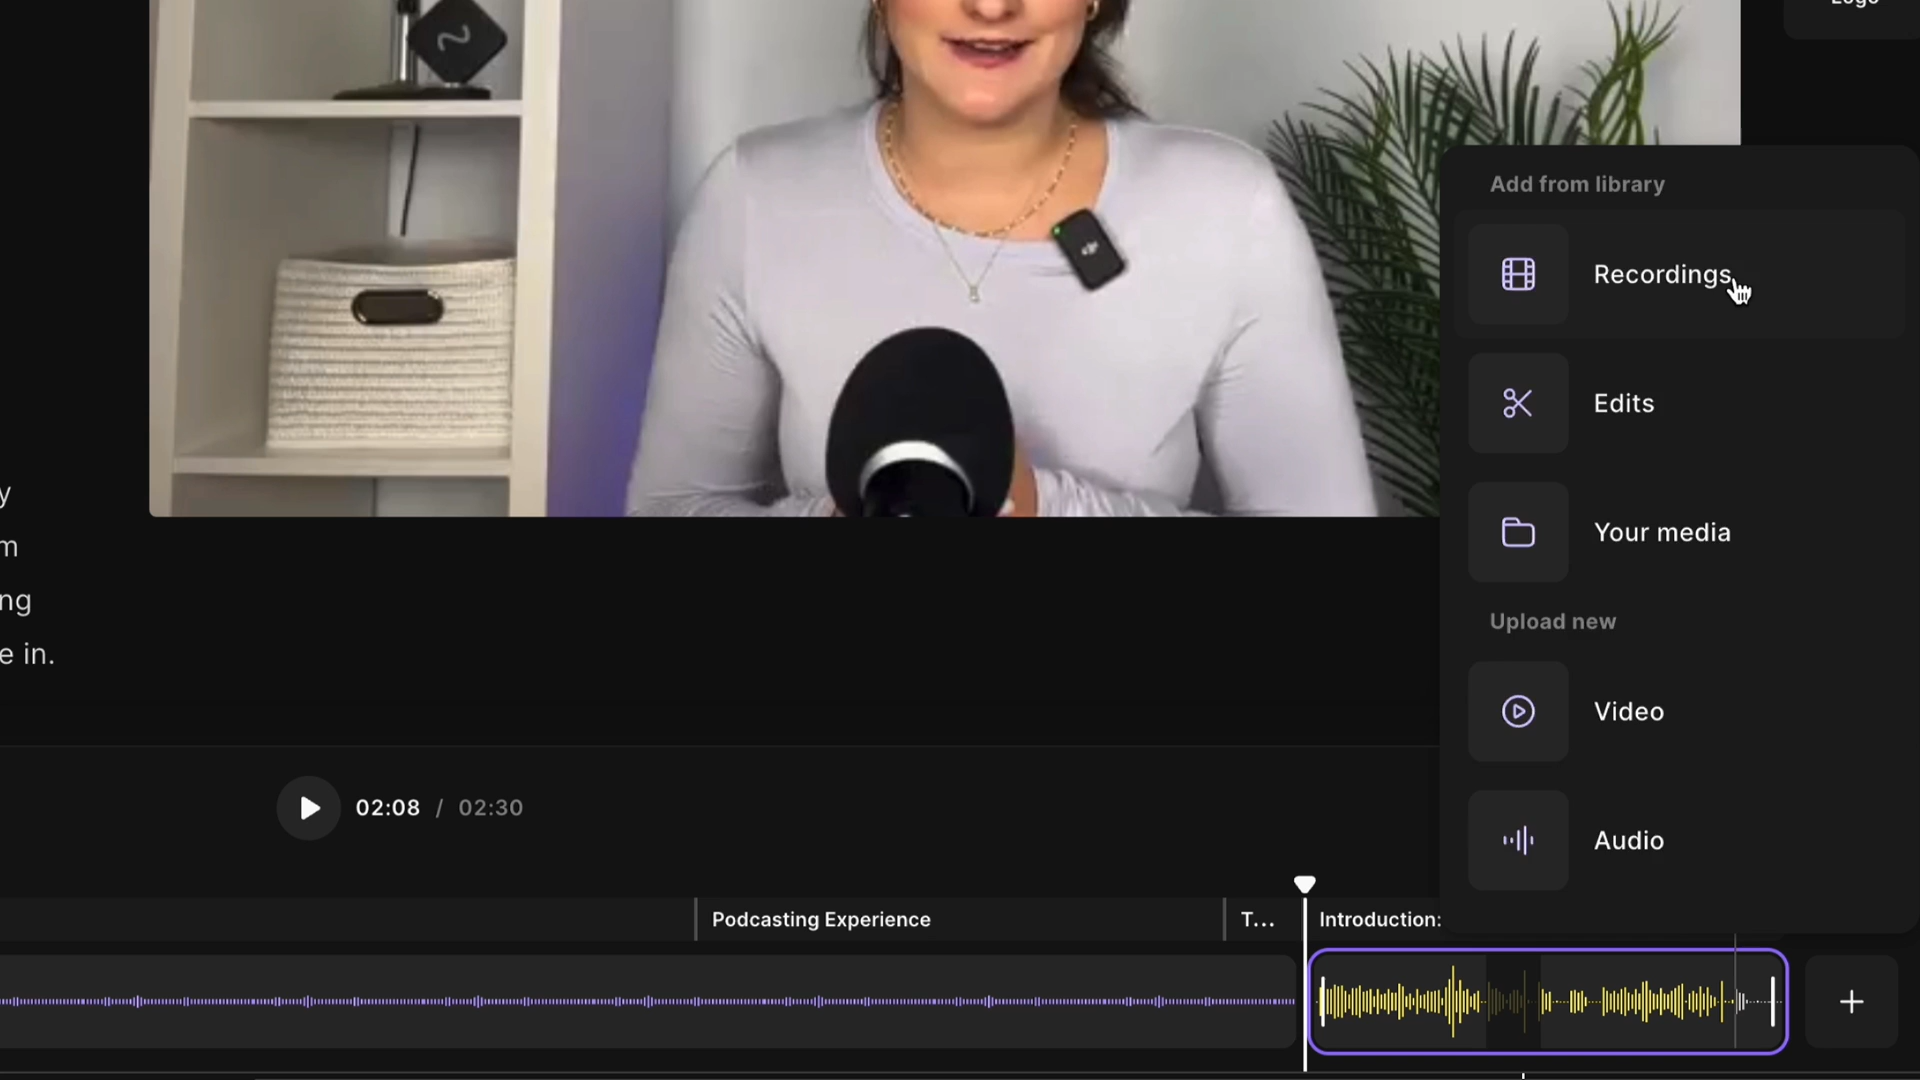 Logo
Add from library
Recordings
Edits
Your media
Upload new
Video
Audio
y
m
ng
e in.
02:08 / 02:30
Podcasting Experience
T...
Introduction: